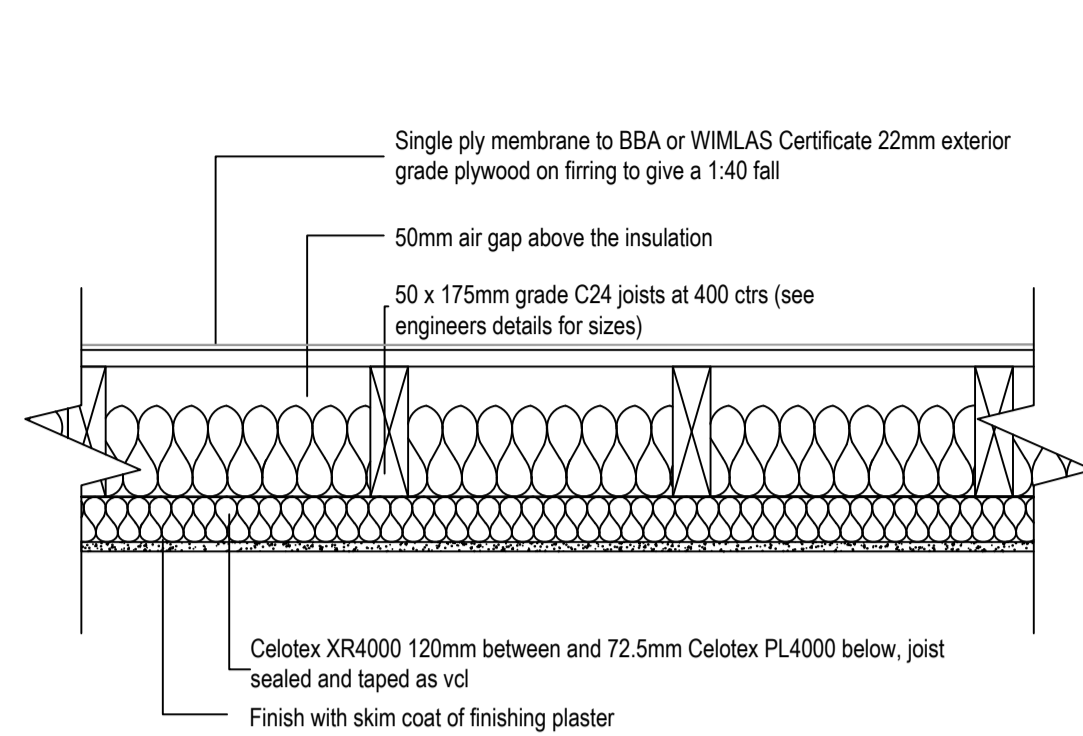 Single ply membrane to BBA or WIMLAS Certificate 22mm exterior
grade plywood on firring to give a 1:40 fall
50mm air gap above the insulation
50 x 175mm grade C24 joists at 400 ctrs (see
engineers details for sizes)
Celotex XR4000 120mm between and 72.5mm Celotex PL4000 below, joist
sealed and taped as vcl
Finish with skim coat of finishing plaster